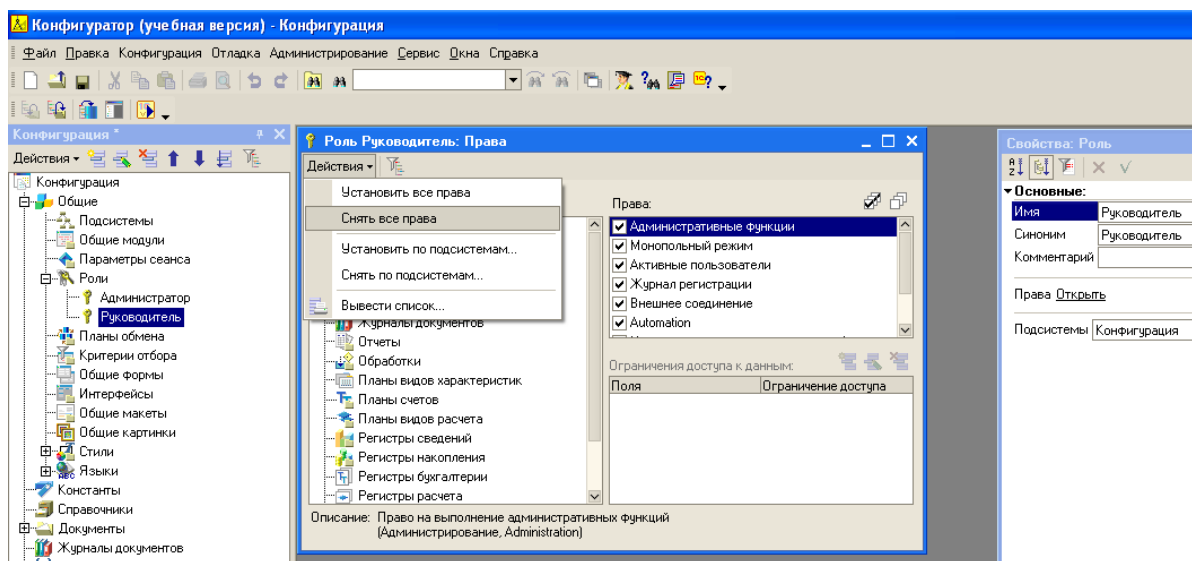 Конфигуратор (учебная версия) - Конфигурация
Файл Правка Конфигурация Отладка Администрирование Сервис Окна Справка
Конфигурация *
Действия
Конфигурация
Общие
Подсистемы
Общие модули
Параметры сеанса
Роли
Администратор
Руководитель
Планы обмена
Критерии отбора
Общие формы
Интерфейсы
Общие макеты
Общие картинки
Стили
Языки
Константы
Справочники
Документы
Журналы документов
Роль Руководитель: Права
Действия
Установить все права
Снять все права
Установить по подсистемам...
Снять по подсистемам...
Вывести список...
Журналы документов
Отчеты
Обработки
Планы видов характеристик
Планы счетов
Планы видов расчета
Регистры сведений
Регистры накопления
Регистры бухгалтерии
Регистры расчета
Права:
Административные функции
Монопольный режим
Активные пользователи
Журнал регистрации
Внешнее соединение
Automation
Ограничения доступа к данным:
Поля Ограничение доступа
Описание: Право на выполнение административных функций
(Администрирование, Administration)
Свойства: Роль
Основные:
Имя Руководитель
Синоним Руководитель
Комментарий
Права Открыть
Подсистемы Конфигурация